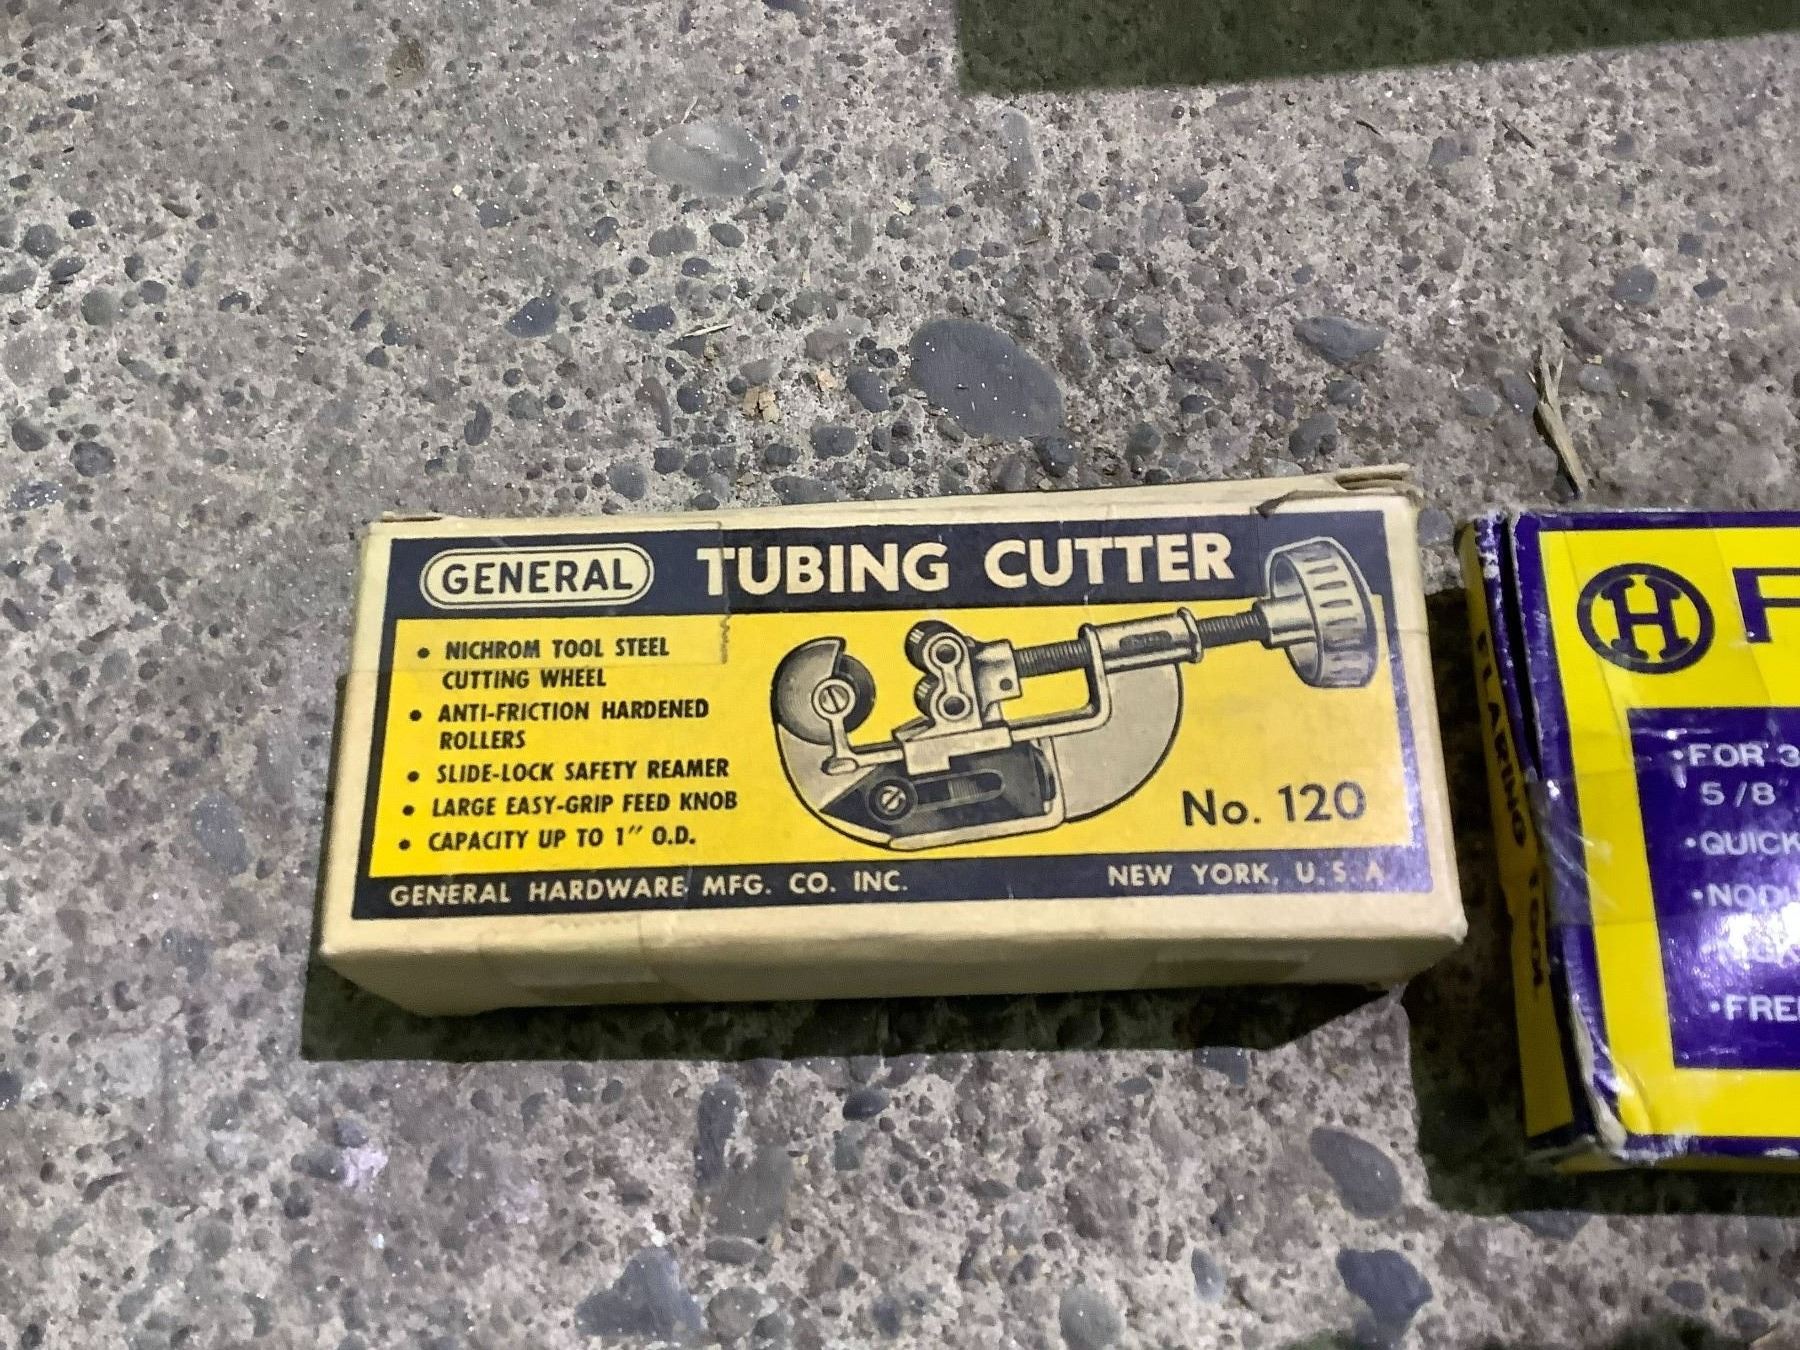 GENERAL TUBING CUTTER
• NICHROM TOOL STEEL
CUTTING WHEEL
• ANTI-FRICTION HARDENED
ROLLERS
• SLIDE-LOCK SAFETY REAMER
• LARGE EASY-GRIP FEED KNOB
• CAPACITY UP TO 1" O.D.
No. 120
GENERAL HARDWARE MFG. CO. INC. NEW YORK, U.S.A
FLARING TOOL
H F
• FOR 3
5/8"
• QUICK